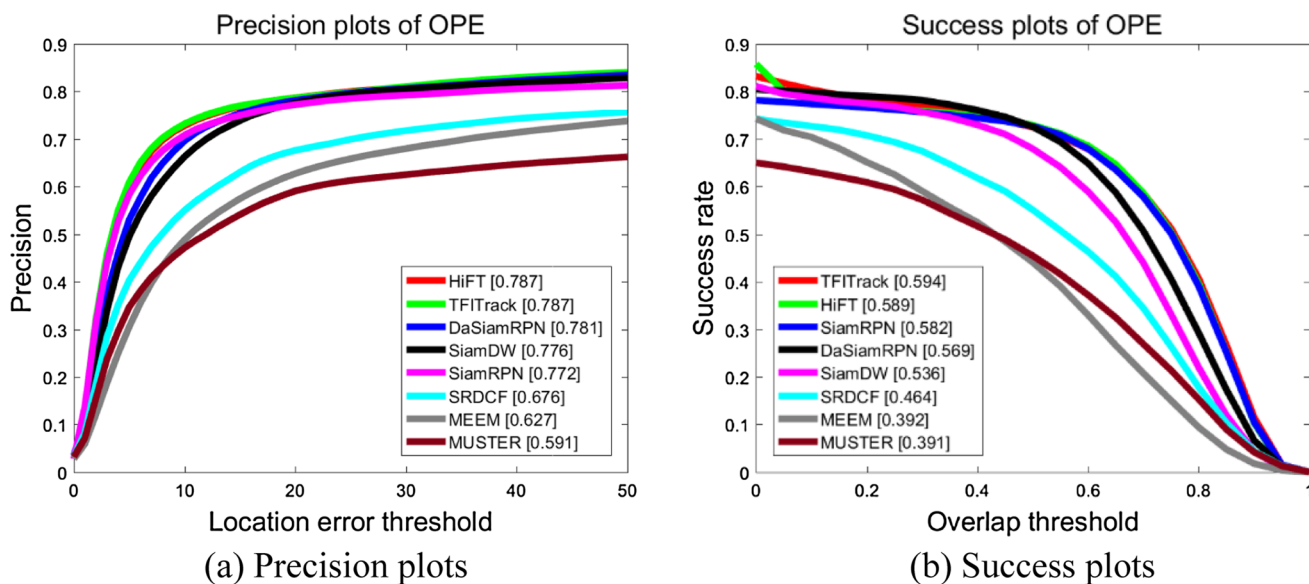 Precision plots of OPE
0.9
0.8
0.7
0.6
0.5
0.4
0.3
0.2
0.1
0
Precision
HiFT [0.787]
TFITrack [0.787]
DaSiamRPN [0.781]
SiamDW [0.776]
SiamRPN [0.772]
SRDCF [0.676]
MEEM [0.627]
MUSTER [0.591]
0 10 20 30 40 50
Location error threshold
(a) Precision plots
Success plots of OPE
0.9
0.8
0.7
0.6
0.5
0.4
0.3
0.2
0.1
0
Success rate
TFITrack [0.594]
HiFT [0.589]
SiamRPN [0.582]
DaSiamRPN [0.569]
SiamDW [0.536]
SRDCF [0.464]
MEEM [0.392]
MUSTER [0.391]
0 0.2 0.4 0.6 0.8 1
Overlap threshold
(b) Success plots